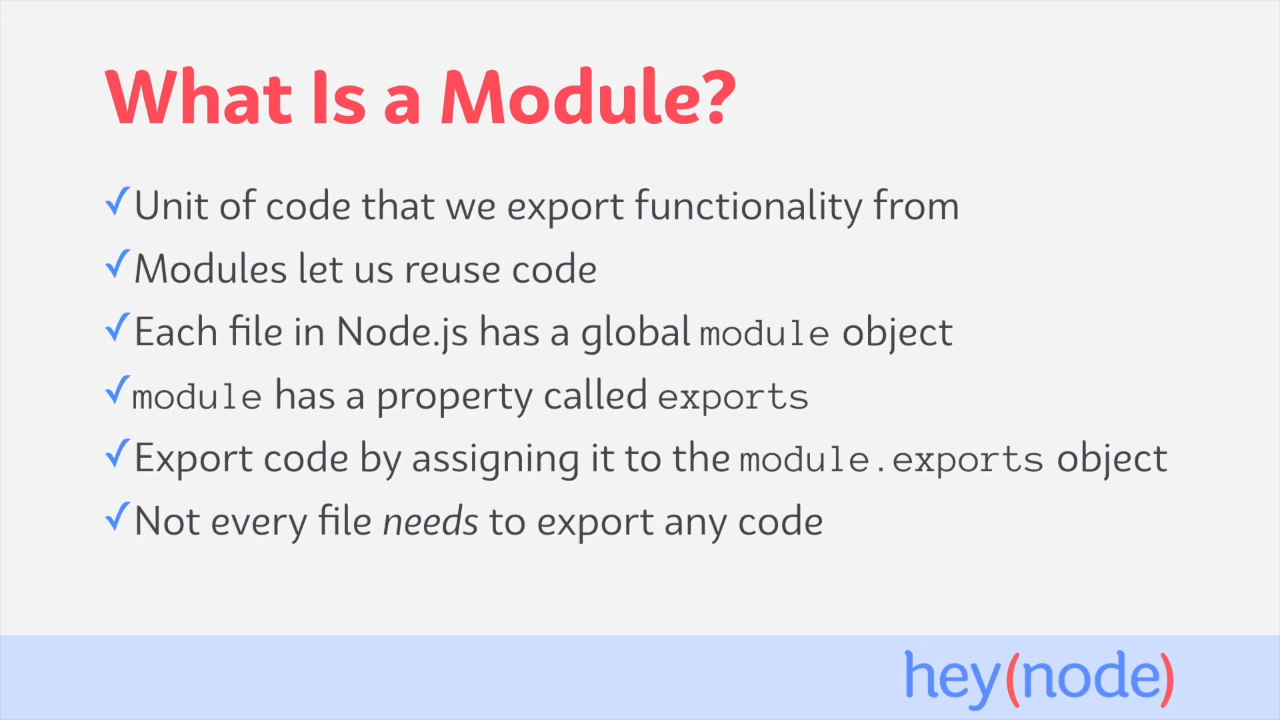 What Is a Module?
✓Unit of code that we export functionality from
✓Modules let us reuse code
✓Each file in Node.js has a global module object
✓module has a property called exports
✓Export code by assigning it to the module.exports object
✓Not every file needs to export any code
hey(node)